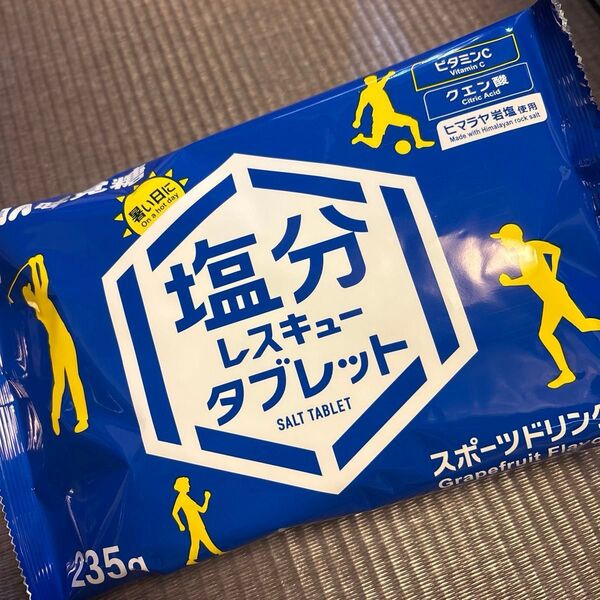 ビタミンC
Vitamin C
クエン酸
Citric Acid
ヒマラヤ岩塩使用
Made with Himalayan rock salt
暑い日に
On a hot day
塩分
レスキュー
タブレット
SALT TABLET
スポーツドリンク
Grapefruit
235g